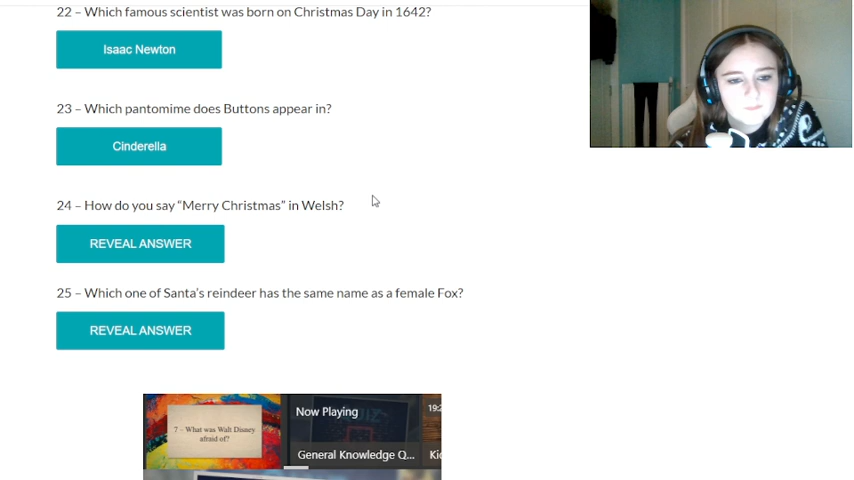 22 – Which famous scientist was born on Christmas Day in 1642?
Isaac Newton
23 – Which pantomime does Buttons appear in?
Cinderella
24 – How do you say “Merry Christmas” in Welsh?
REVEAL ANSWER
25 – Which one of Santa’s reindeer has the same name as a female Fox?
REVEAL ANSWER
7 – What was Walt Disney
afraid of?
Now Playing
General Knowledge Q...